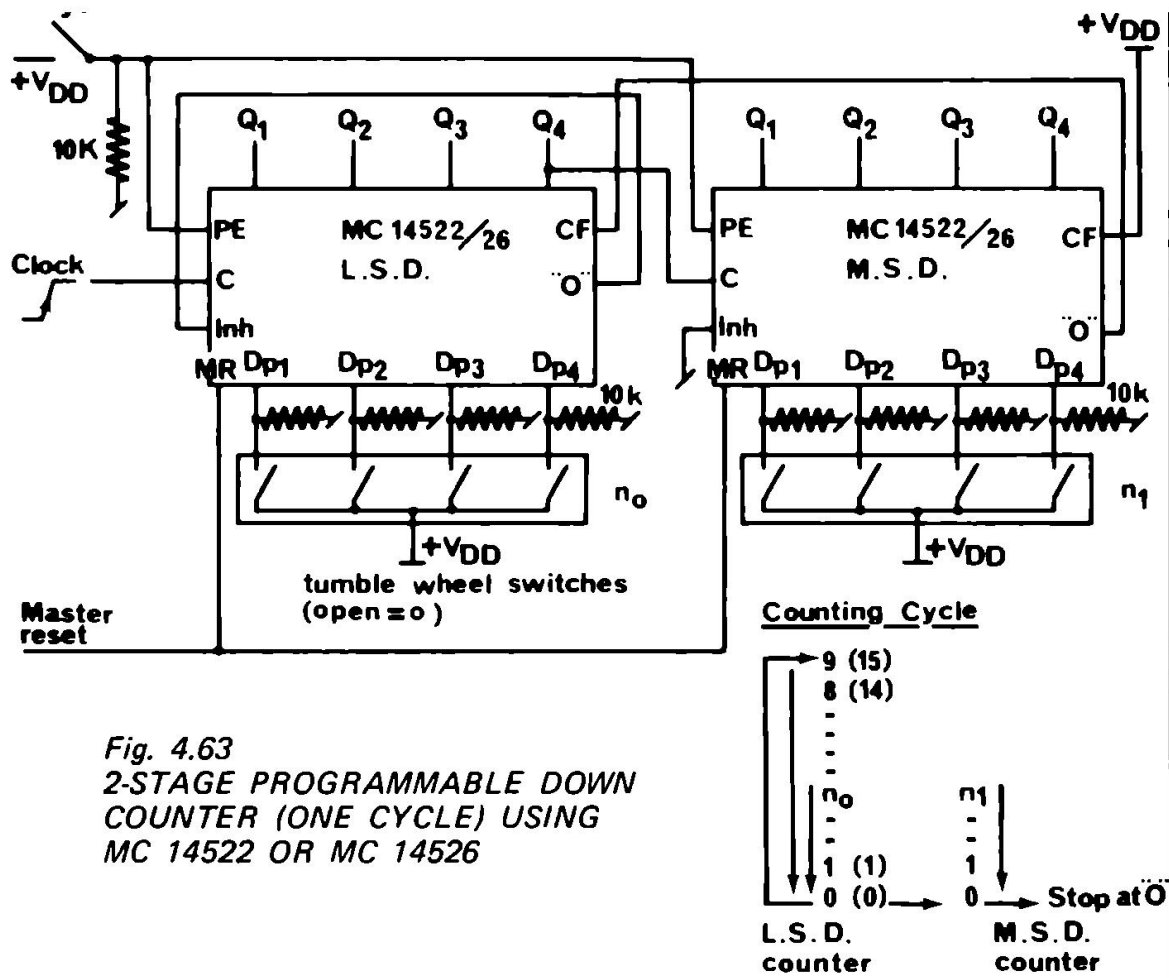 +VDD
+VDD
10K
Q1 Q2 Q3 Q4
Q1 Q2 Q3 Q4
PE MC 14522/26 CF
L.S.D.
Clock
C "O"
Inh
MR DP1 DP2 DP3 DP4
10k
PE MC 14522/26 CF
C M.S.D.
Inh "O"
MR DP1 DP2 DP3 DP4
10k
no
n1
+VDD
+VDD
tumble wheel switches
(open = o)
Master
reset
Counting Cycle
9 (15)
8 (14)
-
-
-
-
no n1
- -
- -
1 (1) 1
0 (0) 0 Stop at "O"
L.S.D. M.S.D.
counter counter
Fig. 4.63
2-STAGE PROGRAMMABLE DOWN
COUNTER (ONE CYCLE) USING
MC 14522 OR MC 14526